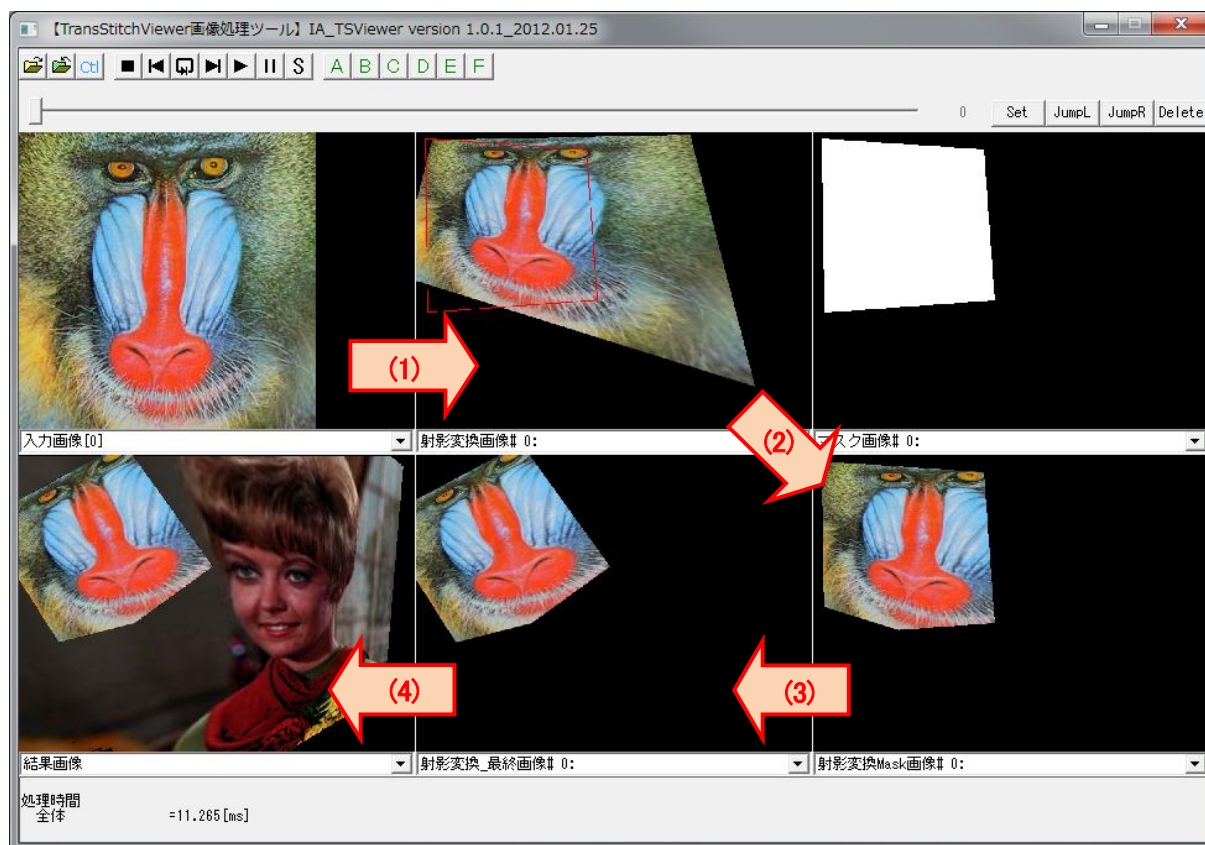 【TransStitchViewer画像処理ツール】IA_TSViewer version 1.0.1_2012.01.25
Ctl S A B C D E F
0 Set JumpL JumpR Delete
(1)
(2)
入力画像[0]
射影変換画像# 0:
マスク画像# 0:
(4)
(3)
結果画像
射影変換_最終画像# 0:
射影変換Mask画像# 0:
処理時間
全体 =11.265[ms]